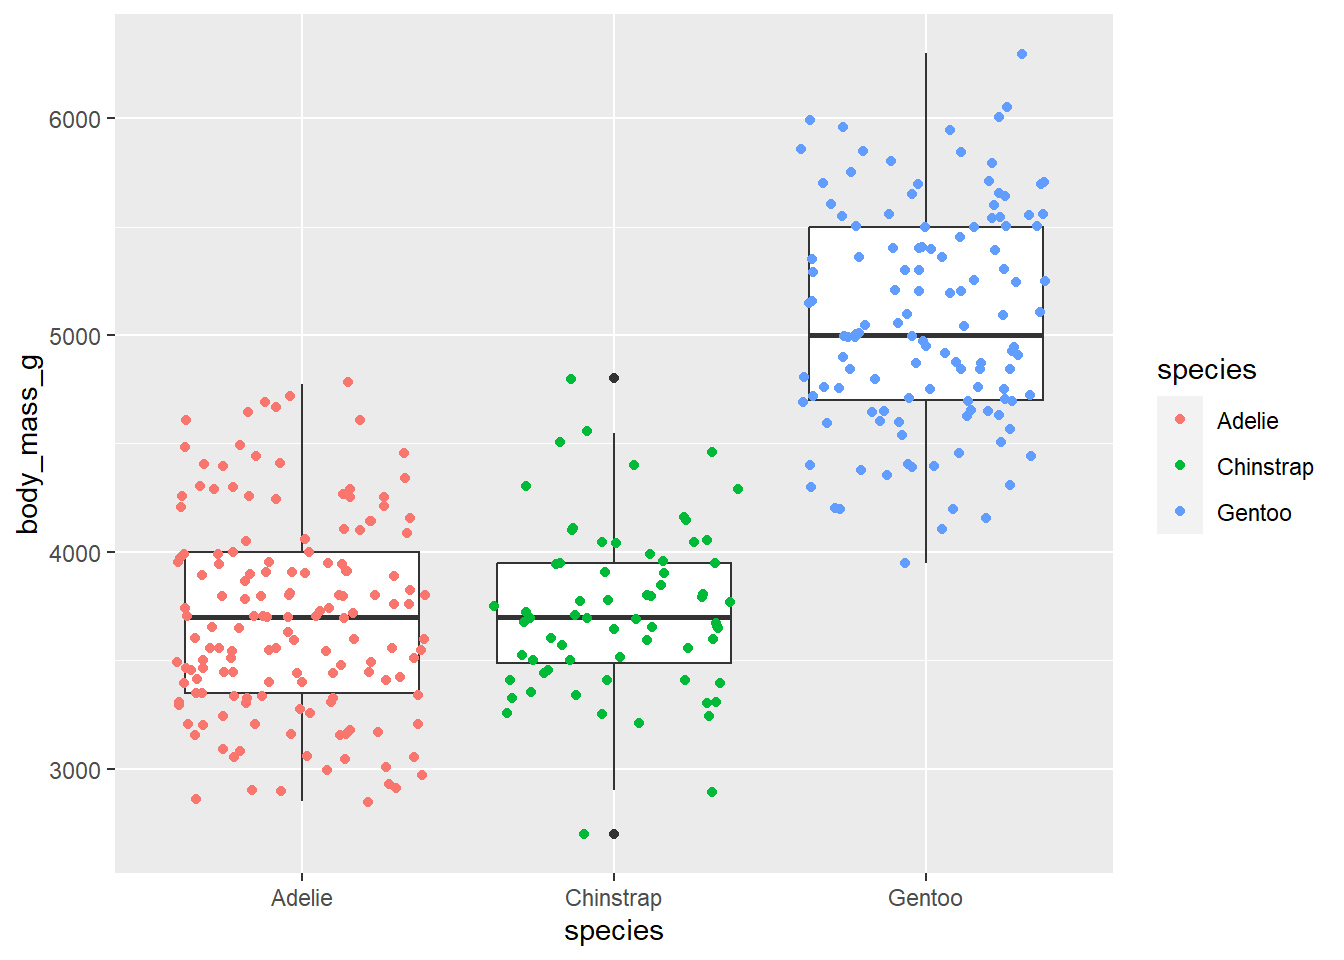 body_mass_g
6000
5000
4000
3000
Adelie
Chinstrap
Gentoo
species
species
Adelie
Chinstrap
Gentoo